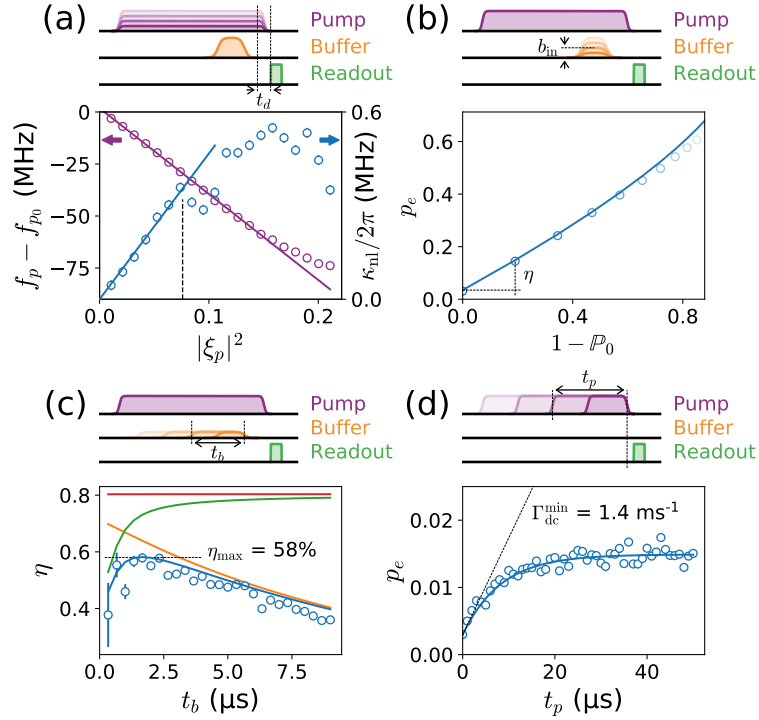 (a)
Pump
Buffer
Readout
t_d
f_p − f_{p_0} (MHz)
0
−25
−50
−75
0.0
0.1
0.2
|ξ_p|^2
0.6
0.0
κ_nl/2π (MHz)
(b)
Pump
Buffer
Readout
b_in
p_e
0.6
0.4
0.2
0.0
η
0.0
0.2
0.4
0.6
0.8
1 − ℙ_0
(c)
Pump
Buffer
Readout
t_b
η
0.8
0.6
0.4
η_max = 58%
0.0
2.5
5.0
7.5
t_b (μs)
(d)
Pump
Buffer
Readout
t_p
p_e
0.02
0.01
0.00
Γ_dc^min = 1.4 ms^-1
0
20
40
t_p (μs)